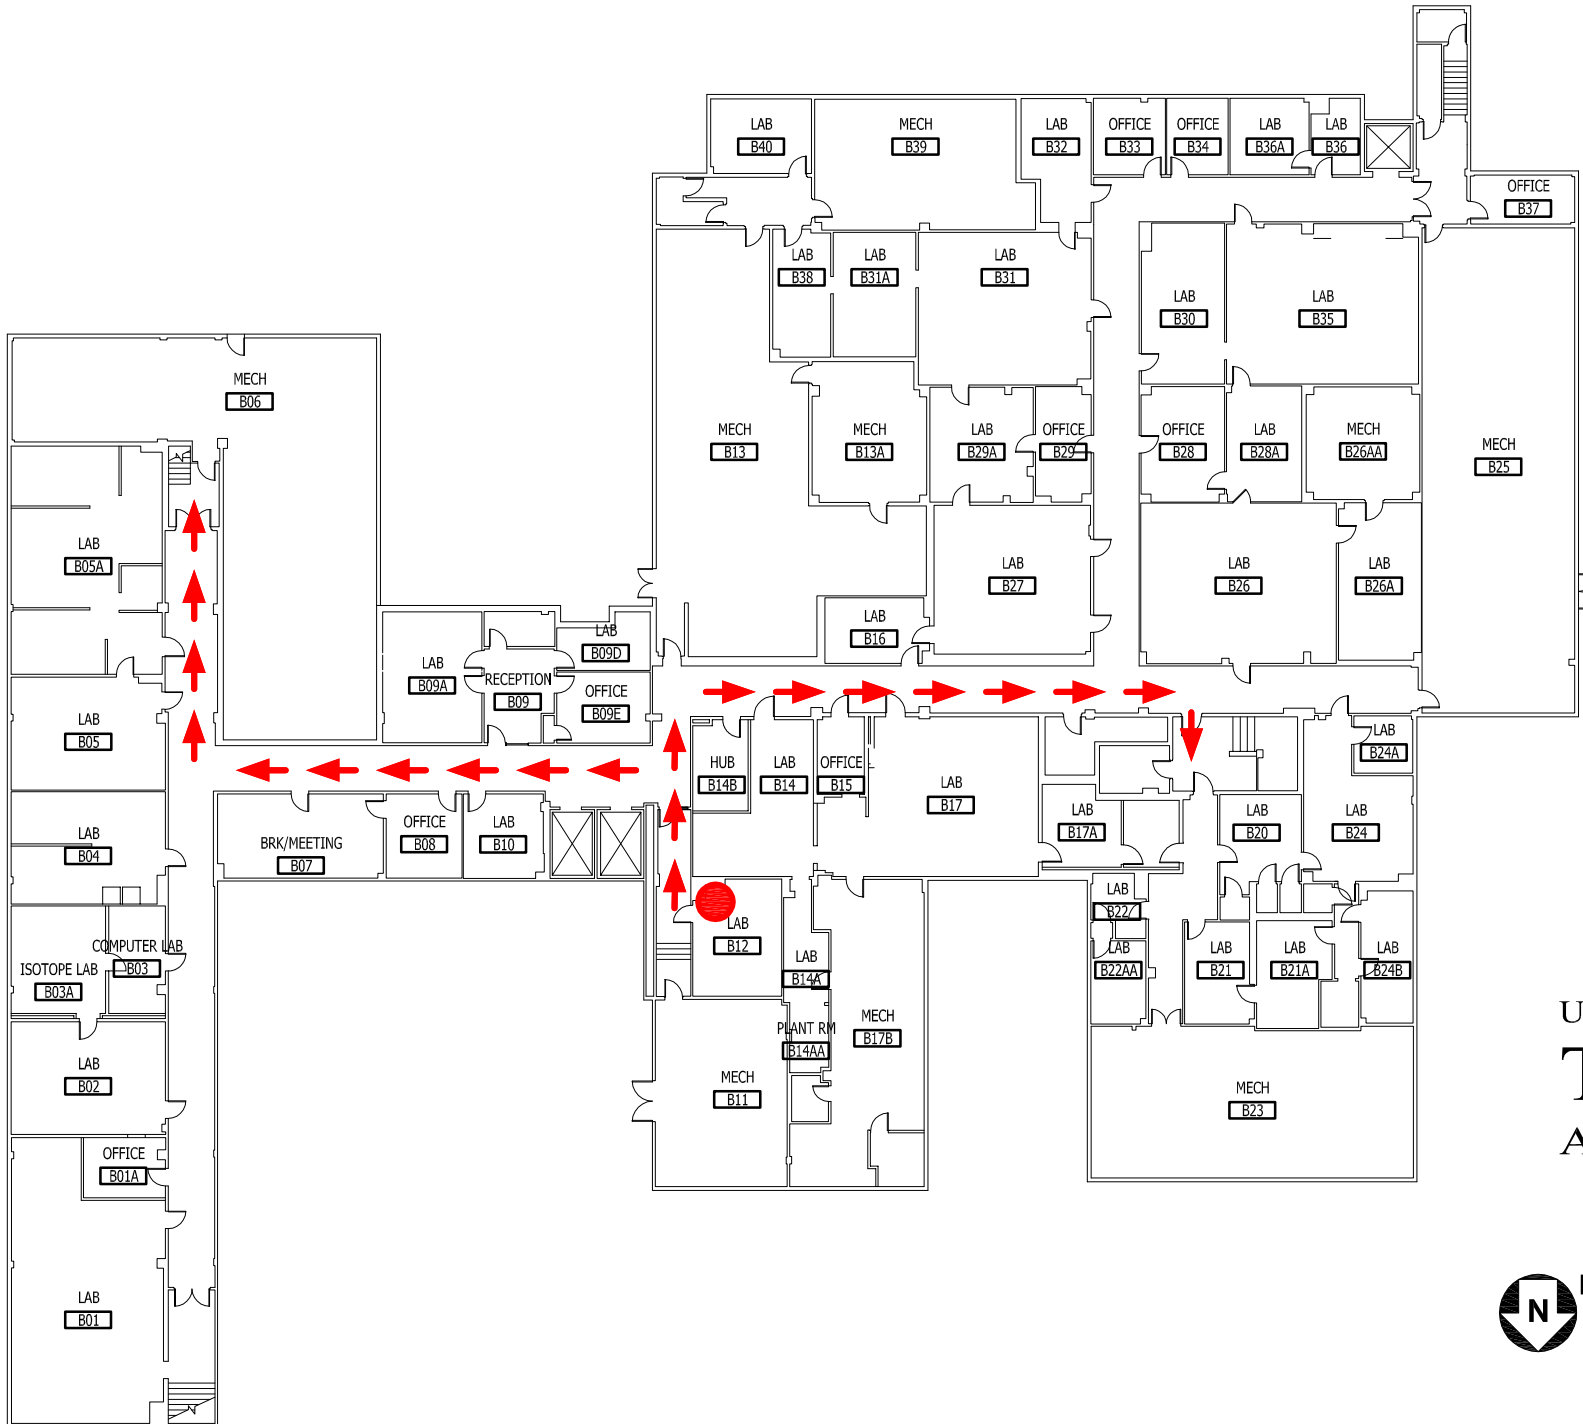 LAB
B40
MECH
B39
LAB
B32
OFFICE
B33
OFFICE
B34
LAB
B36A
LAB
B36
OFFICE
B37
LAB
B38
LAB
B31A
LAB
B31
LAB
B30
LAB
B35
MECH
B06
MECH
B13
MECH
B13A
LAB
B29A
OFFICE
B29
OFFICE
B28
LAB
B28A
MECH
B26AA
MECH
B25
LAB
B05A
LAB
B27
LAB
B26
LAB
B26A
LAB
B16
LAB
B09D
LAB
B09A
RECEPTION
B09
OFFICE
B09E
LAB
B05
HUB
B14B
LAB
B14
OFFICE
B15
LAB
B17
LAB
B24A
LAB
B04
BRK/MEETING
B07
OFFICE
B08
LAB
B10
LAB
B17A
LAB
B20
LAB
B24
LAB
B22
LAB
B12
COMPUTER LAB
B03
ISOTOPE LAB
B03A
LAB
B14A
LAB
B22AA
LAB
B21
LAB
B21A
LAB
B24B
PLANT RM
B14AA
MECH
B17B
LAB
B02
MECH
B11
MECH
B23
OFFICE
B01A
LAB
B01
U
T
A
N